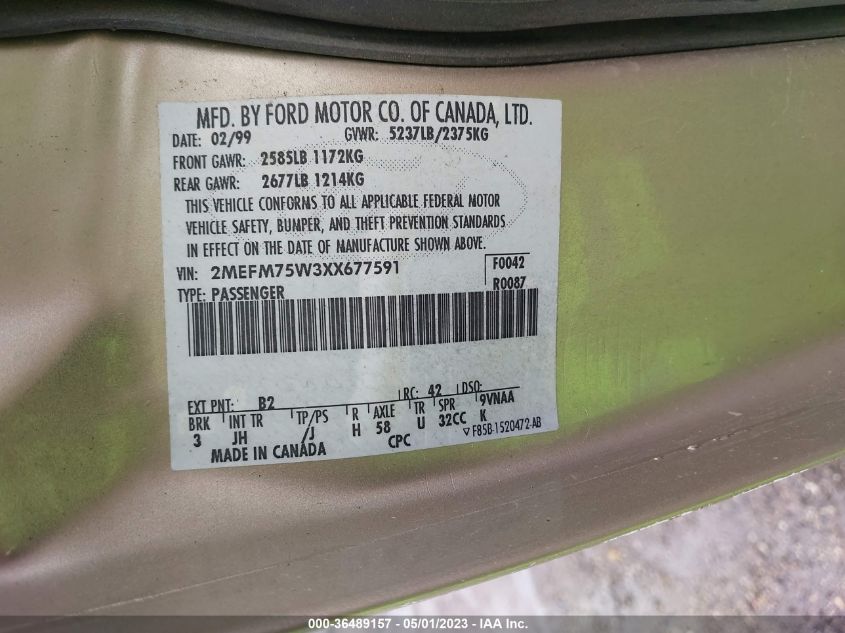 MFD. BY FORD MOTOR CO. OF CANADA, LTD.
DATE: 02/99 GVWR: 5237LB/2375KG
FRONT GAWR: 2585LB 1172KG
REAR GAWR: 2677LB 1214KG
THIS VEHICLE CONFORMS TO ALL APPLICABLE FEDERAL MOTOR
VEHICLE SAFETY, BUMPER, AND THEFT PREVENTION STANDARDS
IN EFFECT ON THE DATE OF MANUFACTURE SHOWN ABOVE.
VIN: 2MEFM75W3XX677591 F0042
TYPE: PASSENGER R0087
EXT PNT: B2 RC: 42 DSO:
BRK INT TR TP/PS R AXLE TR SPR 9VNAA
3 JH /J H 58 U 32CC K
MADE IN CANADA CPC ▽ F85B-1520472-AB
000-36489157 - 05/01/2023 - IAA Inc.